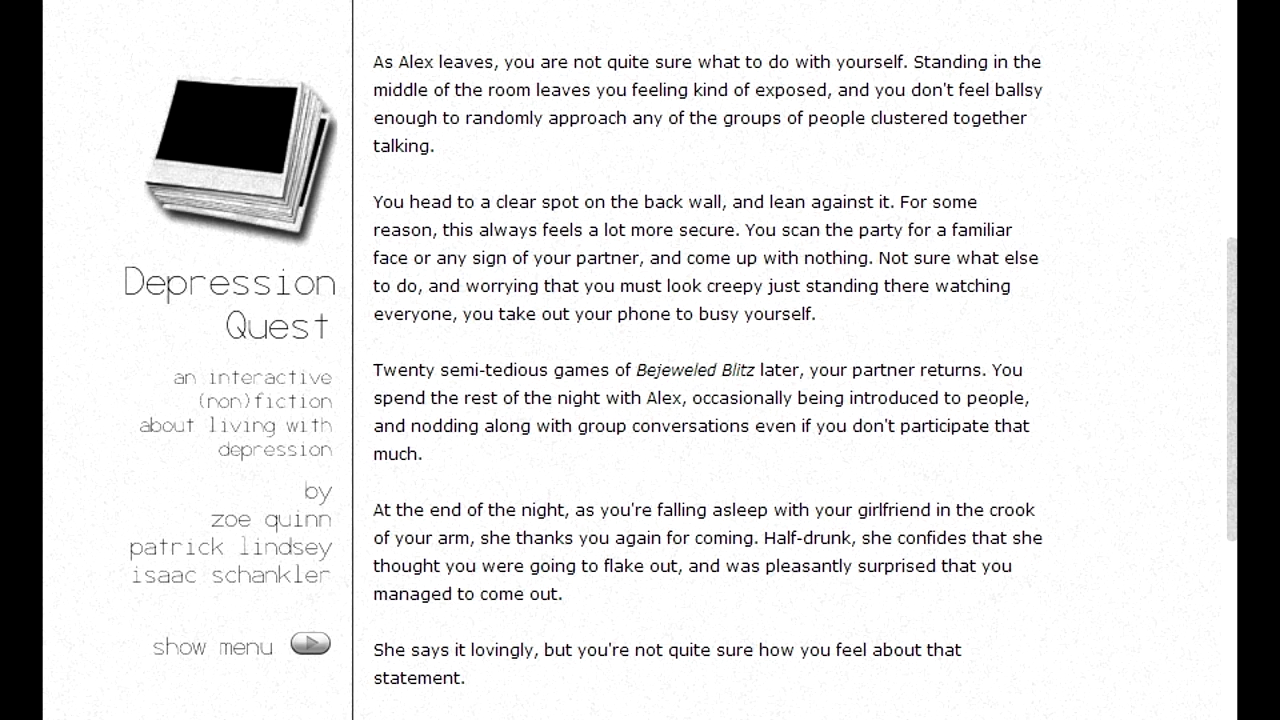 Depression
Quest
an interactive
(non)fiction
about living with
depression
by
zoe quinn
patrick lindsey
isaac schankler
show menu
As Alex leaves, you are not quite sure what to do with yourself. Standing in the
middle of the room leaves you feeling kind of exposed, and you don't feel ballsy
enough to randomly approach any of the groups of people clustered together
talking.
You head to a clear spot on the back wall, and lean against it. For some
reason, this always feels a lot more secure. You scan the party for a familiar
face or any sign of your partner, and come up with nothing. Not sure what else
to do, and worrying that you must look creepy just standing there watching
everyone, you take out your phone to busy yourself.
Twenty semi-tedious games of Bejeweled Blitz later, your partner returns. You
spend the rest of the night with Alex, occasionally being introduced to people,
and nodding along with group conversations even if you don't participate that
much.
At the end of the night, as you're falling asleep with your girlfriend in the crook
of your arm, she thanks you again for coming. Half-drunk, she confides that she
thought you were going to flake out, and was pleasantly surprised that you
managed to come out.
She says it lovingly, but you're not quite sure how you feel about that
statement.